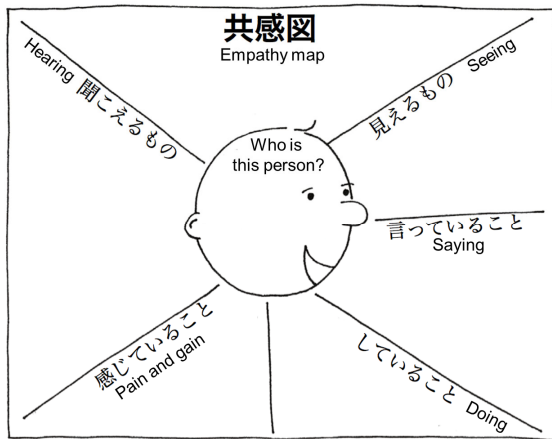 共感図
Empathy map
Hearing 聞こえるもの
見えるもの Seeing
Who is
this person?
言っていること
Saying
感じていること
Pain and gain
していること Doing